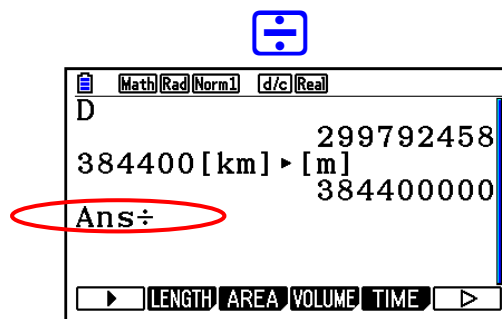 ÷
Math Rad Norm1 d/c Real
D
299792458
384400[km]▸[m]
384400000
Ans÷
▸ LENGTH AREA VOLUME TIME ▷